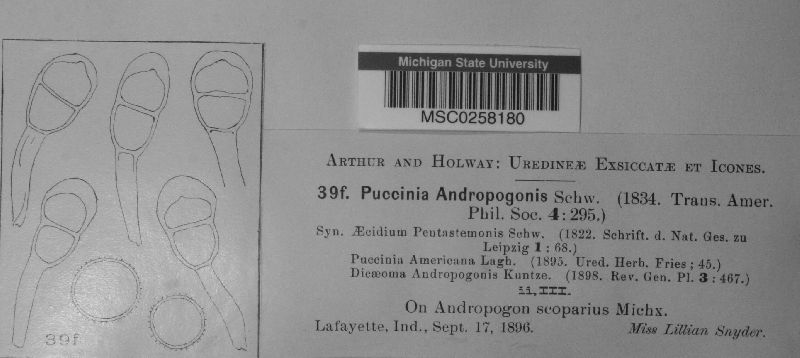 Michigan State University
MSC0258180
ARTHUR AND HOLWAY: UREDINEÆ EXSICCATÆ ET ICONES.
39f. Puccinia Andropogonis Schw. (1834. Trans. Amer.
Phil. Soc. 4: 295.)
Syn. Æcidium Pentastemonis Schw. (1822. Schrift. d. Nat. Ges. zu
Leipzig 1: 68.)
Puccinia Americana Lagh. (1895. Ured. Herb. Fries; 45.)
Dicæoma Andropogonis Kuntze. (1898. Rev. Gen. Pl. 3: 467.)
ii, III.
On Andropogon scoparius Michx.
Lafayette, Ind., Sept. 17, 1896. Miss Lillian Snyder.
39f